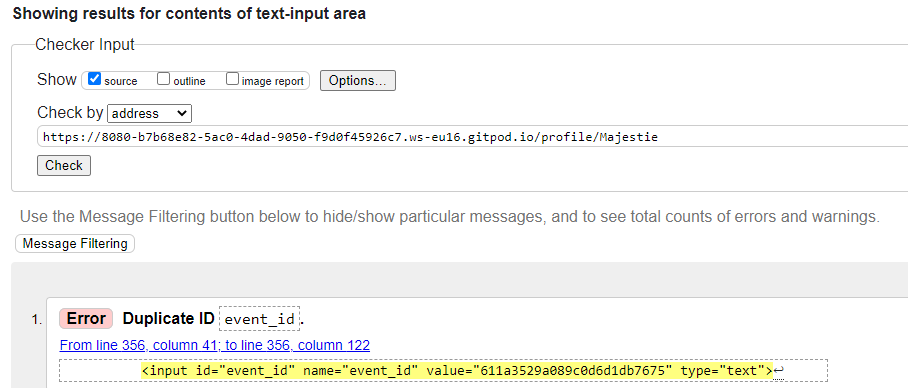 Showing results for contents of text-input area
Checker Input
Show source outline image report Options...
Check by address
https://8080-b7b68e82-5ac0-4dad-9050-f9d0f45926c7.ws-eu16.gitpod.io/profile/Majestie
Check
Use the Message Filtering button below to hide/show particular messages, and to see total counts of errors and warnings.
Message Filtering
1. Error Duplicate ID event_id.
From line 356, column 41; to line 356, column 122
<input id="event_id" name="event_id" value="611a3529a089c0d6d1db7675" type="text">↩